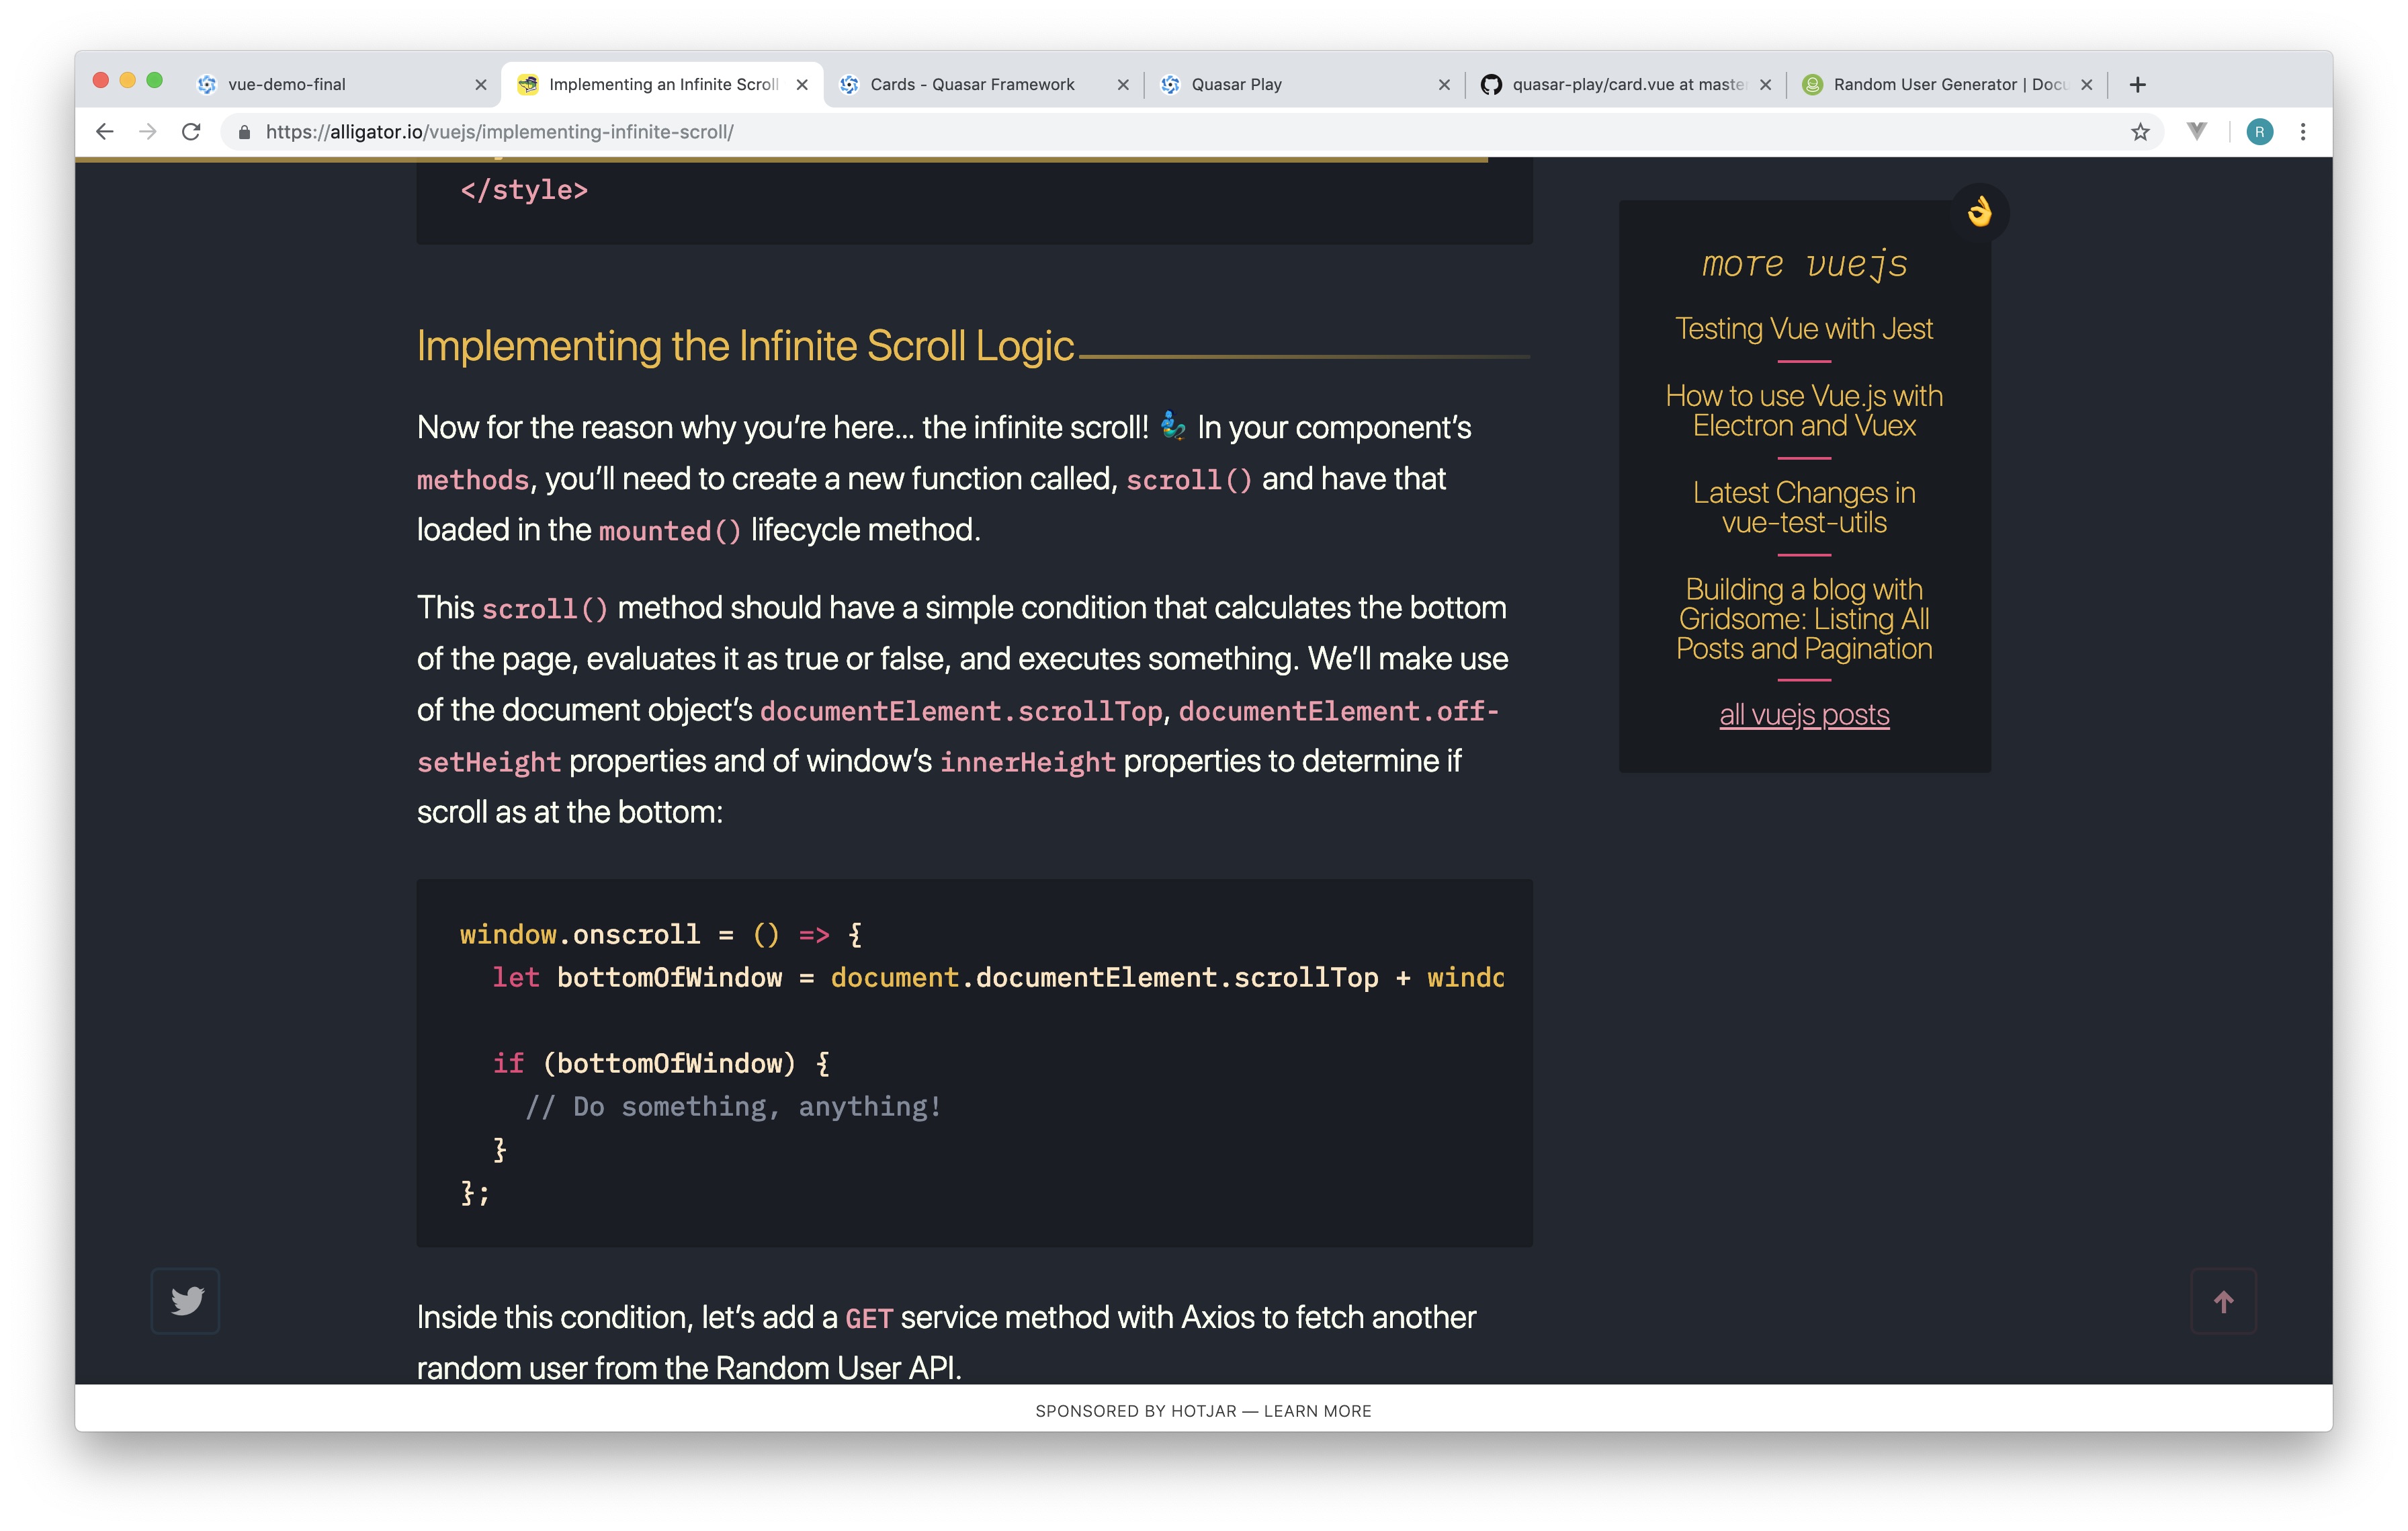 vue-demo-final
Implementing an Infinite Scroll
Cards - Quasar Framework
Quasar Play
quasar-play/card.vue at master
Random User Generator | Docu
https://alligator.io/vuejs/implementing-infinite-scroll/
R
</style>
more vuejs
Testing Vue with Jest
How to use Vue.js with
Electron and Vuex
Latest Changes in
vue-test-utils
Building a blog with
Gridsome: Listing All
Posts and Pagination
all vuejs posts
Implementing the Infinite Scroll Logic
Now for the reason why you’re here… the infinite scroll! 🧞‍♂️ In your component’s
methods, you’ll need to create a new function called, scroll() and have that
loaded in the mounted() lifecycle method.
This scroll() method should have a simple condition that calculates the bottom
of the page, evaluates it as true or false, and executes something. We’ll make use
of the document object’s documentElement.scrollTop, documentElement.off-
setHeight properties and of window’s innerHeight properties to determine if
scroll as at the bottom:
window.onscroll = () => {
let bottomOfWindow = document.documentElement.scrollTop + windo
if (bottomOfWindow) {
// Do something, anything!
}
};
Inside this condition, let’s add a GET service method with Axios to fetch another
random user from the Random User API.
SPONSORED BY HOTJAR — LEARN MORE